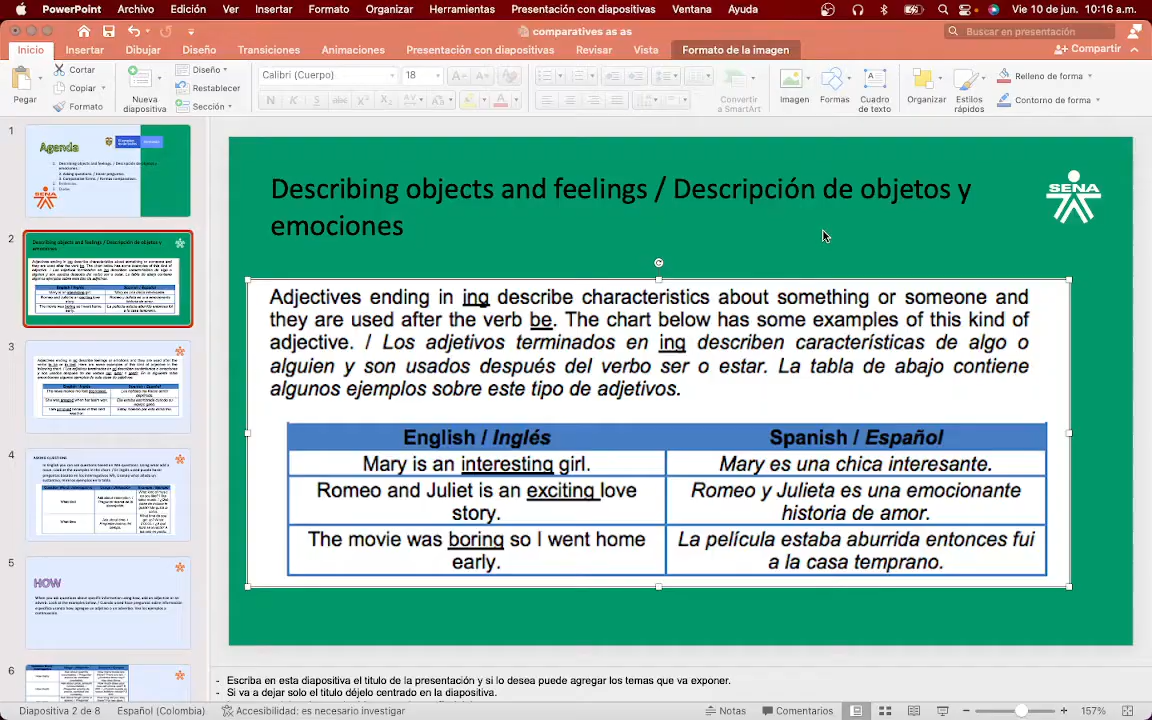 PowerPoint Archivo Edición Ver Insertar Formato Organizar Herramientas Presentación con diapositivas Ventana Ayuda Vie 10 de jun. 10:16 a.m.
comparatives as as
Buscar en presentación
Inicio Insertar Dibujar Diseño Transiciones Animaciones Presentación con diapositivas Revisar Vista Formato de la imagen Compartir
Pegar
Cortar
Copiar
Formato
Nueva
diapositiva
Diseño
Restablecer
Sección
Calibri (Cuerpo) 18
Convertir
a SmartArt
Imagen
Formas
Cuadro
de texto
Organizar
Estilos
rápidos
Relleno de forma
Contorno de forma
1
Agenda
2
3
4
5
HOW
6
Describing objects and feelings / Descripción de objetos y
emociones
SENA
Adjectives ending in ing describe characteristics about something or someone and
they are used after the verb be. The chart below has some examples of this kind of
adjective. / Los adjetivos terminados en ing describen características de algo o
alguien y son usados después del verbo ser o estar. La tabla de abajo contiene
algunos ejemplos sobre este tipo de adjetivos.
English / Inglés Spanish / Español
Mary is an interesting girl. Mary es una chica interesante.
Romeo and Juliet is an exciting love
story.
Romeo y Julieta es una emocionante
historia de amor.
The movie was boring so I went home
early.
La película estaba aburrida entonces fui
a la casa temprano.
- Escriba en esta diapositiva el titulo de la presentación y si lo desea puede agregar los temas que va exponer.
- Si va a dejar solo el titulo déjelo centrado en la diapositiva.
Diapositiva 2 de 8 Español (Colombia) Accesibilidad: es necesario investigar Notas Comentarios 157%